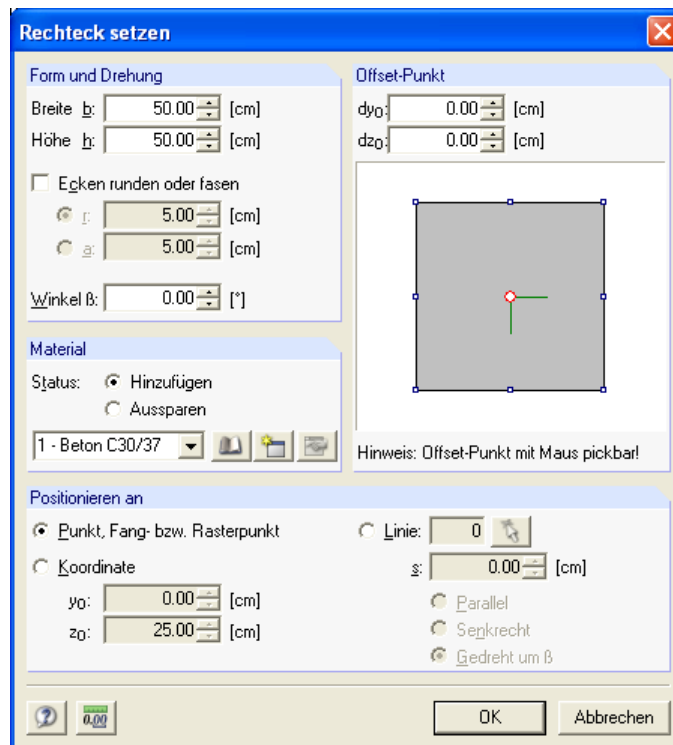 Rechteck setzen
Form und Drehung
Breite b: 50.00 [cm]
Höhe h: 50.00 [cm]
Ecken runden oder fasen
r: 5.00 [cm]
a: 5.00 [cm]
Winkel ß: 0.00 [°]
Offset-Punkt
dy0: 0.00 [cm]
dz0: 0.00 [cm]
Hinweis: Offset-Punkt mit Maus pickbar!
Material
Status: Hinzufügen
Aussparen
1 - Beton C30/37
Positionieren an
Punkt, Fang- bzw. Rasterpunkt
Koordinate
y0: 0.00 [cm]
z0: 25.00 [cm]
Linie: 0
s: 0.00 [cm]
Parallel
Senkrecht
Gedreht um ß
0.00
OK
Abbrechen